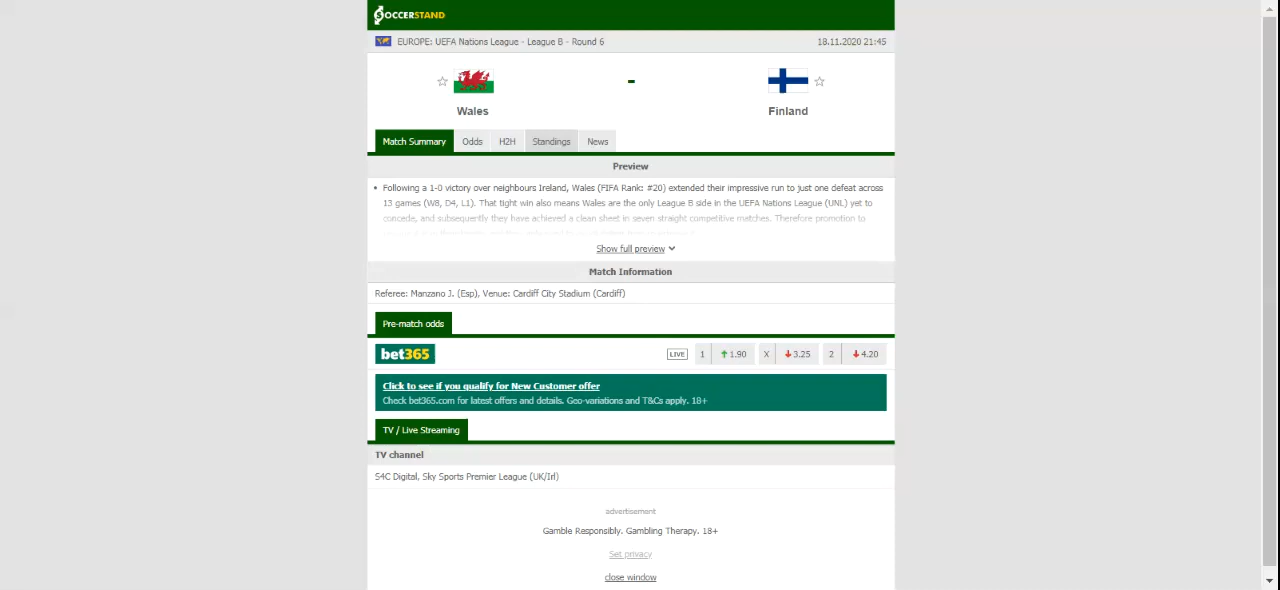 SOCCERSTAND
EUROPE: UEFA Nations League - League B - Round 6
18.11.2020 21:45
-
Wales
Finland
Match Summary
Odds
H2H
Standings
News
Preview
Following a 1-0 victory over neighbours Ireland, Wales (FIFA Rank: #20) extended their impressive run to just one defeat across
13 games (W8, D4, L1). That tight win also means Wales are the only League B side in the UEFA Nations League (UNL) yet to
concede, and subsequently they have achieved a clean sheet in seven straight competitive matches. Therefore promotion to
Show full preview
Match Information
Referee: Manzano J. (Esp), Venue: Cardiff City Stadium (Cardiff)
Pre-match odds
bet365
LIVE
1
1.90
X
3.25
2
4.20
Click to see if you qualify for New Customer offer
Check bet365.com for latest offers and details. Geo-variations and T&Cs apply. 18+
TV / Live Streaming
TV channel
S4C Digital, Sky Sports Premier League (UK/Irl)
advertisement
Gamble Responsibly. Gambling Therapy. 18+
Set privacy
close window